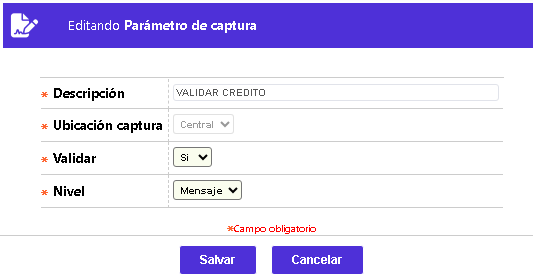 Editando Parámetro de captura
* Descripción VALIDAR CREDITO
* Ubicación captura Central
* Validar Si
* Nivel Mensaje
*Campo obligatorio
Salvar Cancelar